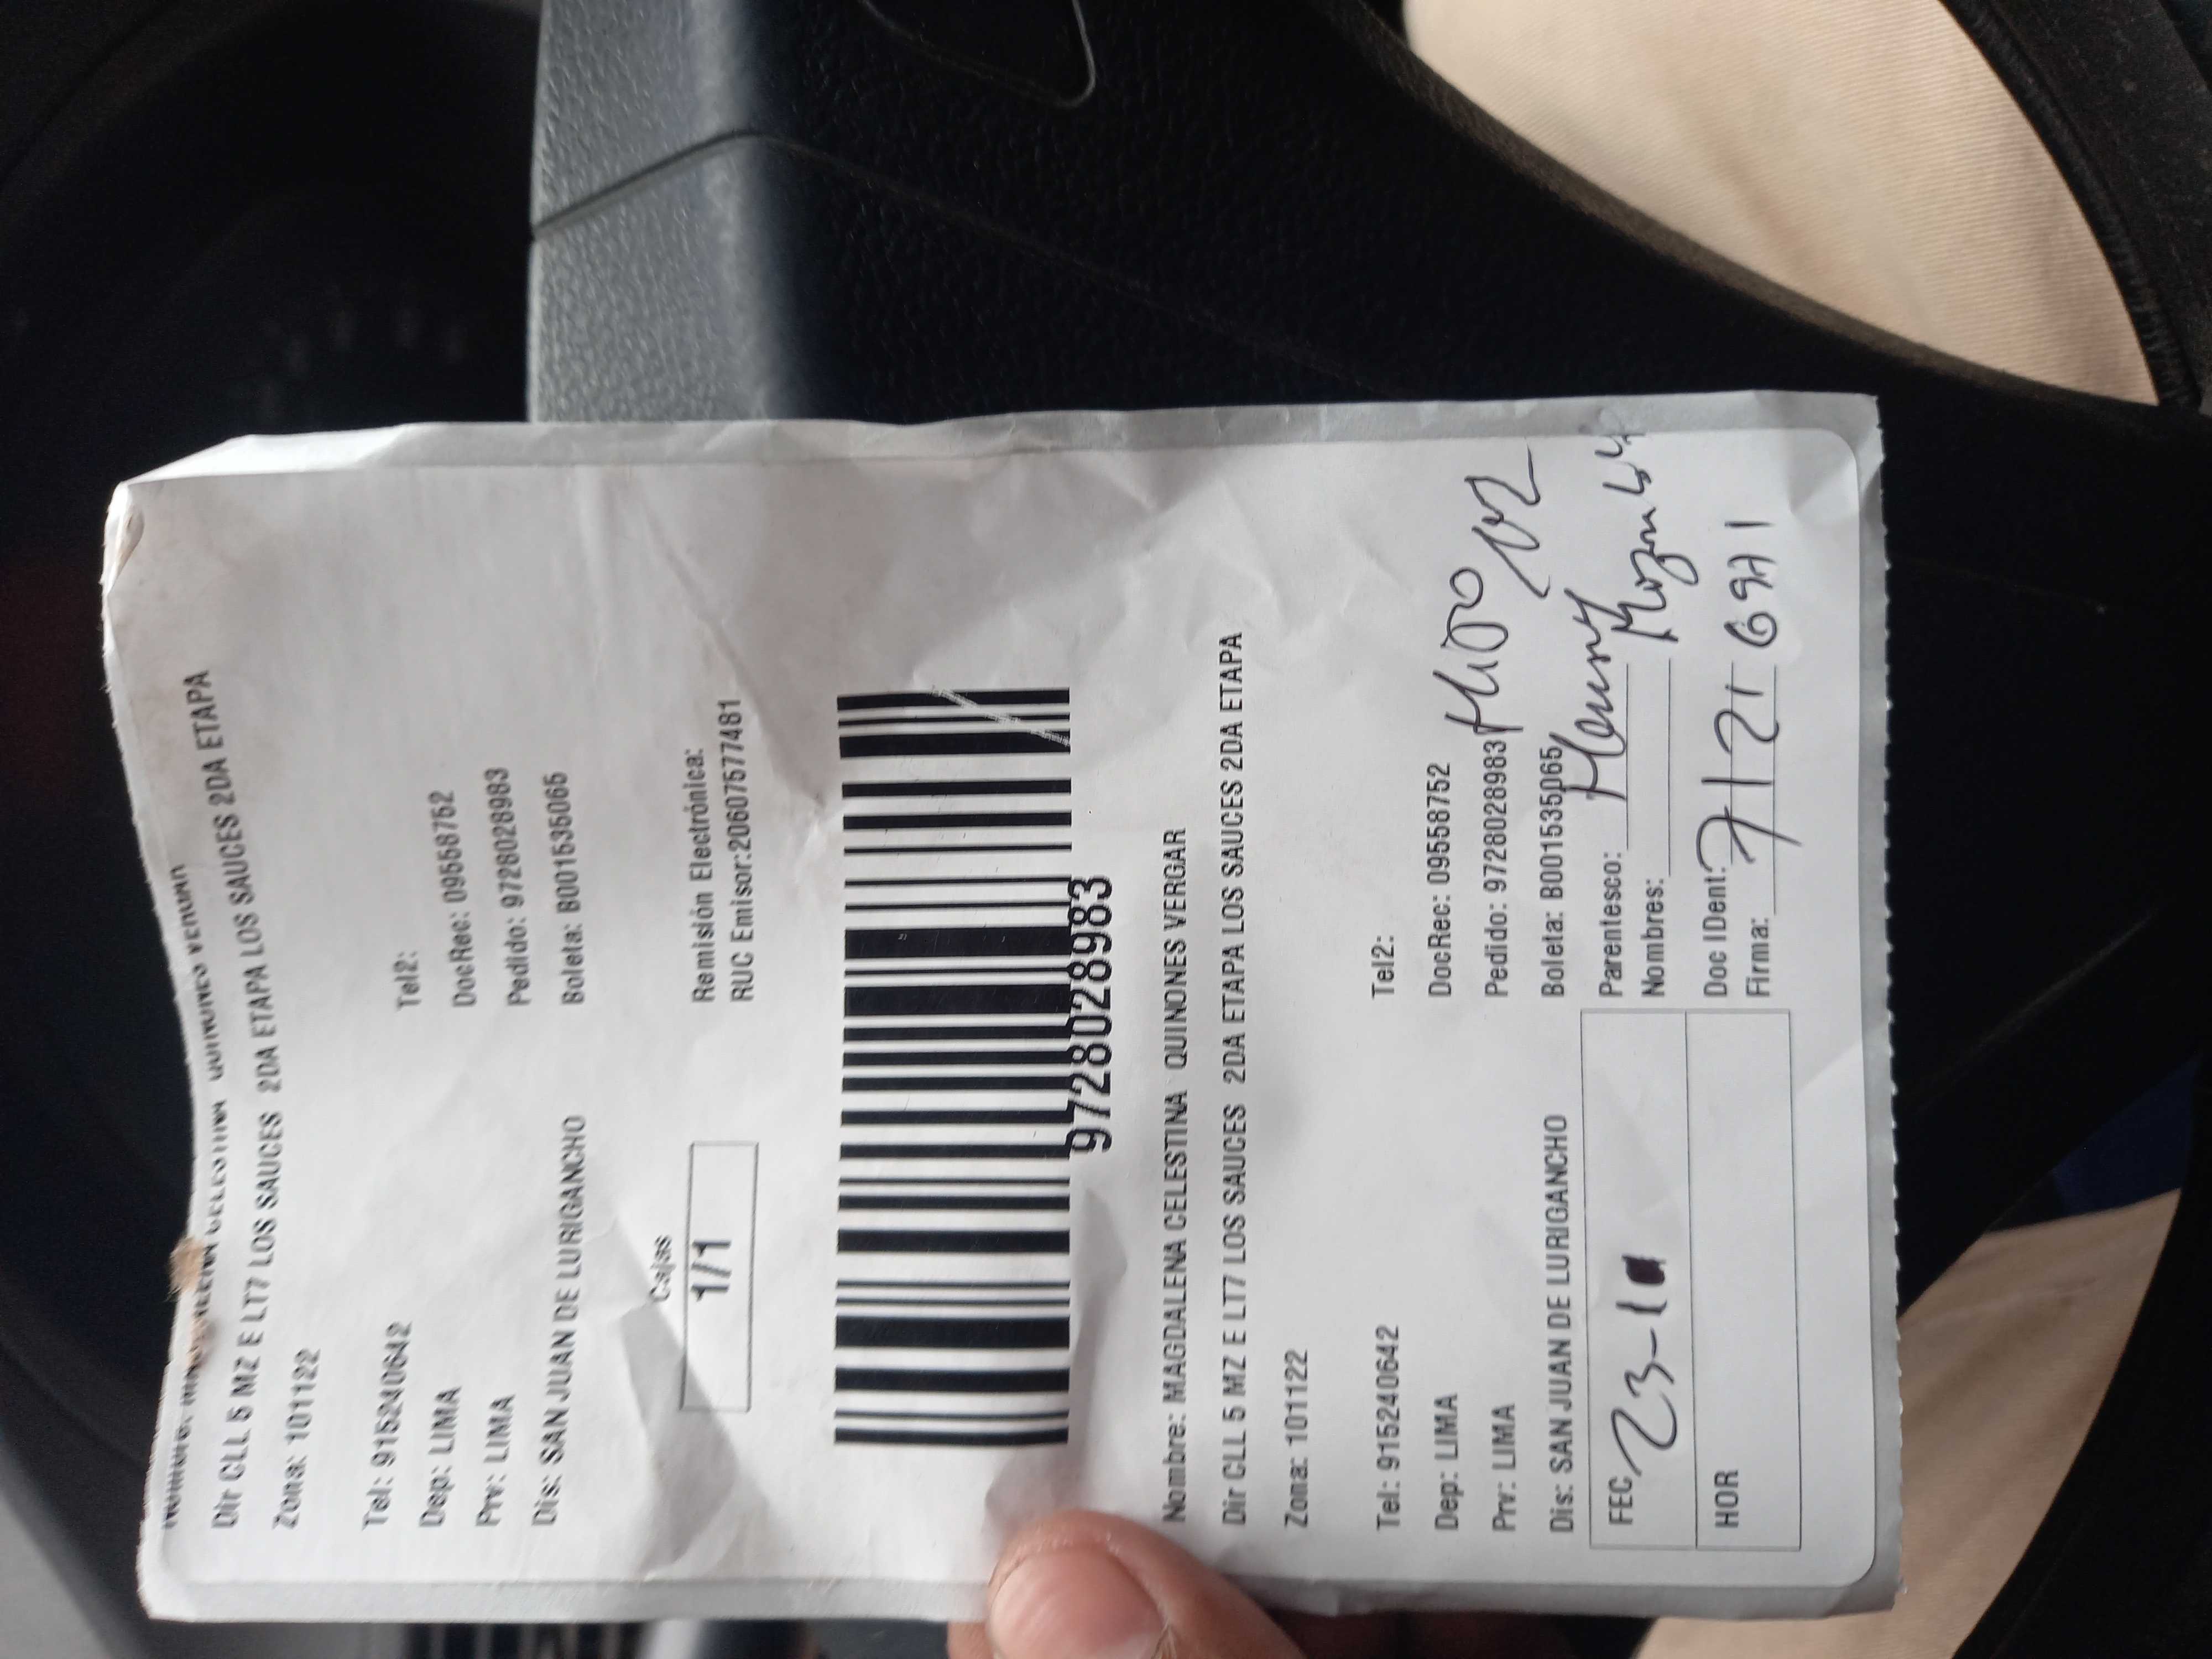 Dir CLL 5 MZ E LT7 LOS SAUCES 2DA ETAPA LOS SAUCES 2DA ETAPA
Zona: 101122
Tel: 915240642 Tel2:
Dep: LIMA DocRec: 09558752
Prv: LIMA Pedido: 97280028983
Dis: SAN JUAN DE LURIGANCHO Boleta: B001535065
Cajas Remisión Electrónica:
1/1 RUC Emisor:20607577481
97280028983
Nombre: MAGDALENA CELESTINA QUINONES VERGAR
Dir CLL 5 MZ E LT7 LOS SAUCES 2DA ETAPA LOS SAUCES 2DA ETAPA
Zona: 101122
Tel: 915240642 Tel2:
Dep: LIMA DocRec: 09558752
Prv: LIMA Pedido: 97280028983
Dis: SAN JUAN DE LURIGANCHO Boleta: B001535065
FEC 23-10 Parentesco:
Nombres:
HOR Doc IDent: 71216971
Firma: